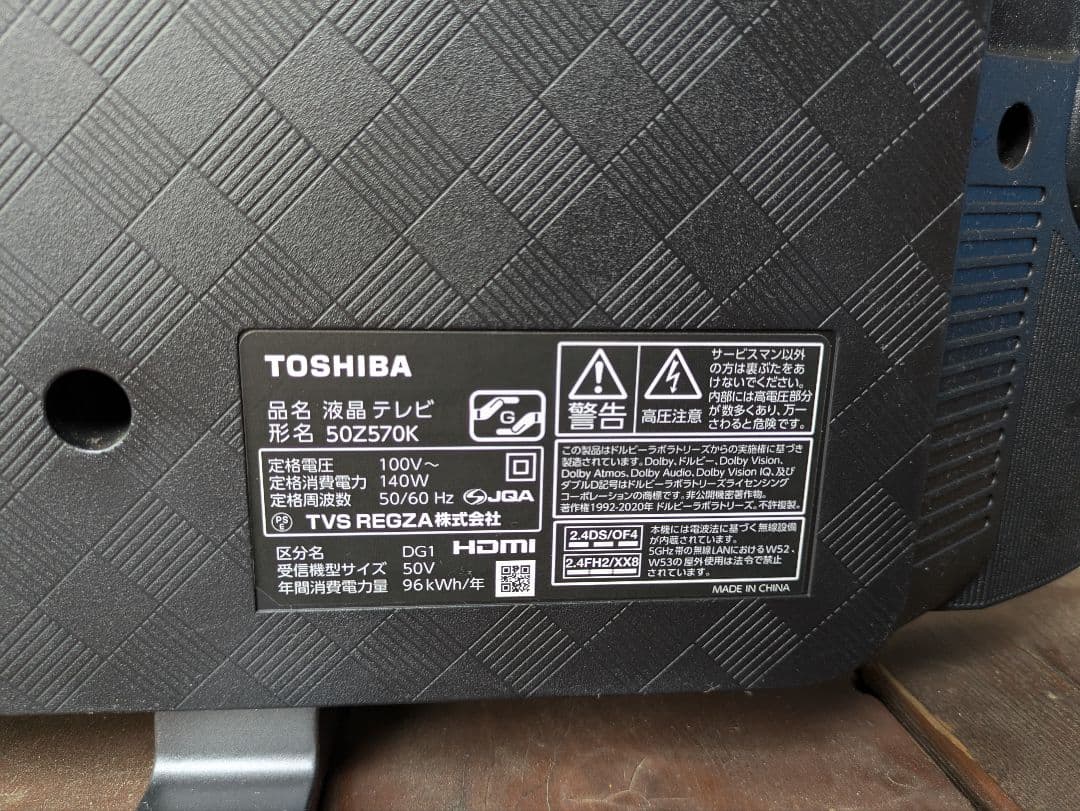 TOSHIBA
品名 液晶テレビ
形名 50Z570K
G
定格電圧 100V～
定格消費電力 140W
定格周波数 50/60 Hz JQA
PS E TVS REGZA株式会社
区分名 DG1 HDMI
受信機型サイズ 50V
年間消費電力量 96kWh/年
警告
高圧注意
サービスマン以外
の方は裏ぶたをあ
けないでください。
内部には高電圧部分
が数多くあり、万一
さわると危険です。
この製品はドルビーラボラトリーズからの実施権に基づき
製造されています。Dolby、ドルビー、Dolby Vision、
Dolby Atmos、Dolby Audio、Dolby Vision IQ、及び
ダブルD記号はドルビーラボラトリーズライセンシング
コーポレーションの商標です。非公開機密著作物。
著作権1992-2020年 ドルビーラボラトリーズ。不許複製。
2.4DS/OF4
2.4FH2/XX8
本機には電波法に基づく無線設備
が内蔵されています。
5GHz帯の無線LANにおけるW52、
W53の屋外使用は法令で禁止
されています。
MADE IN CHINA